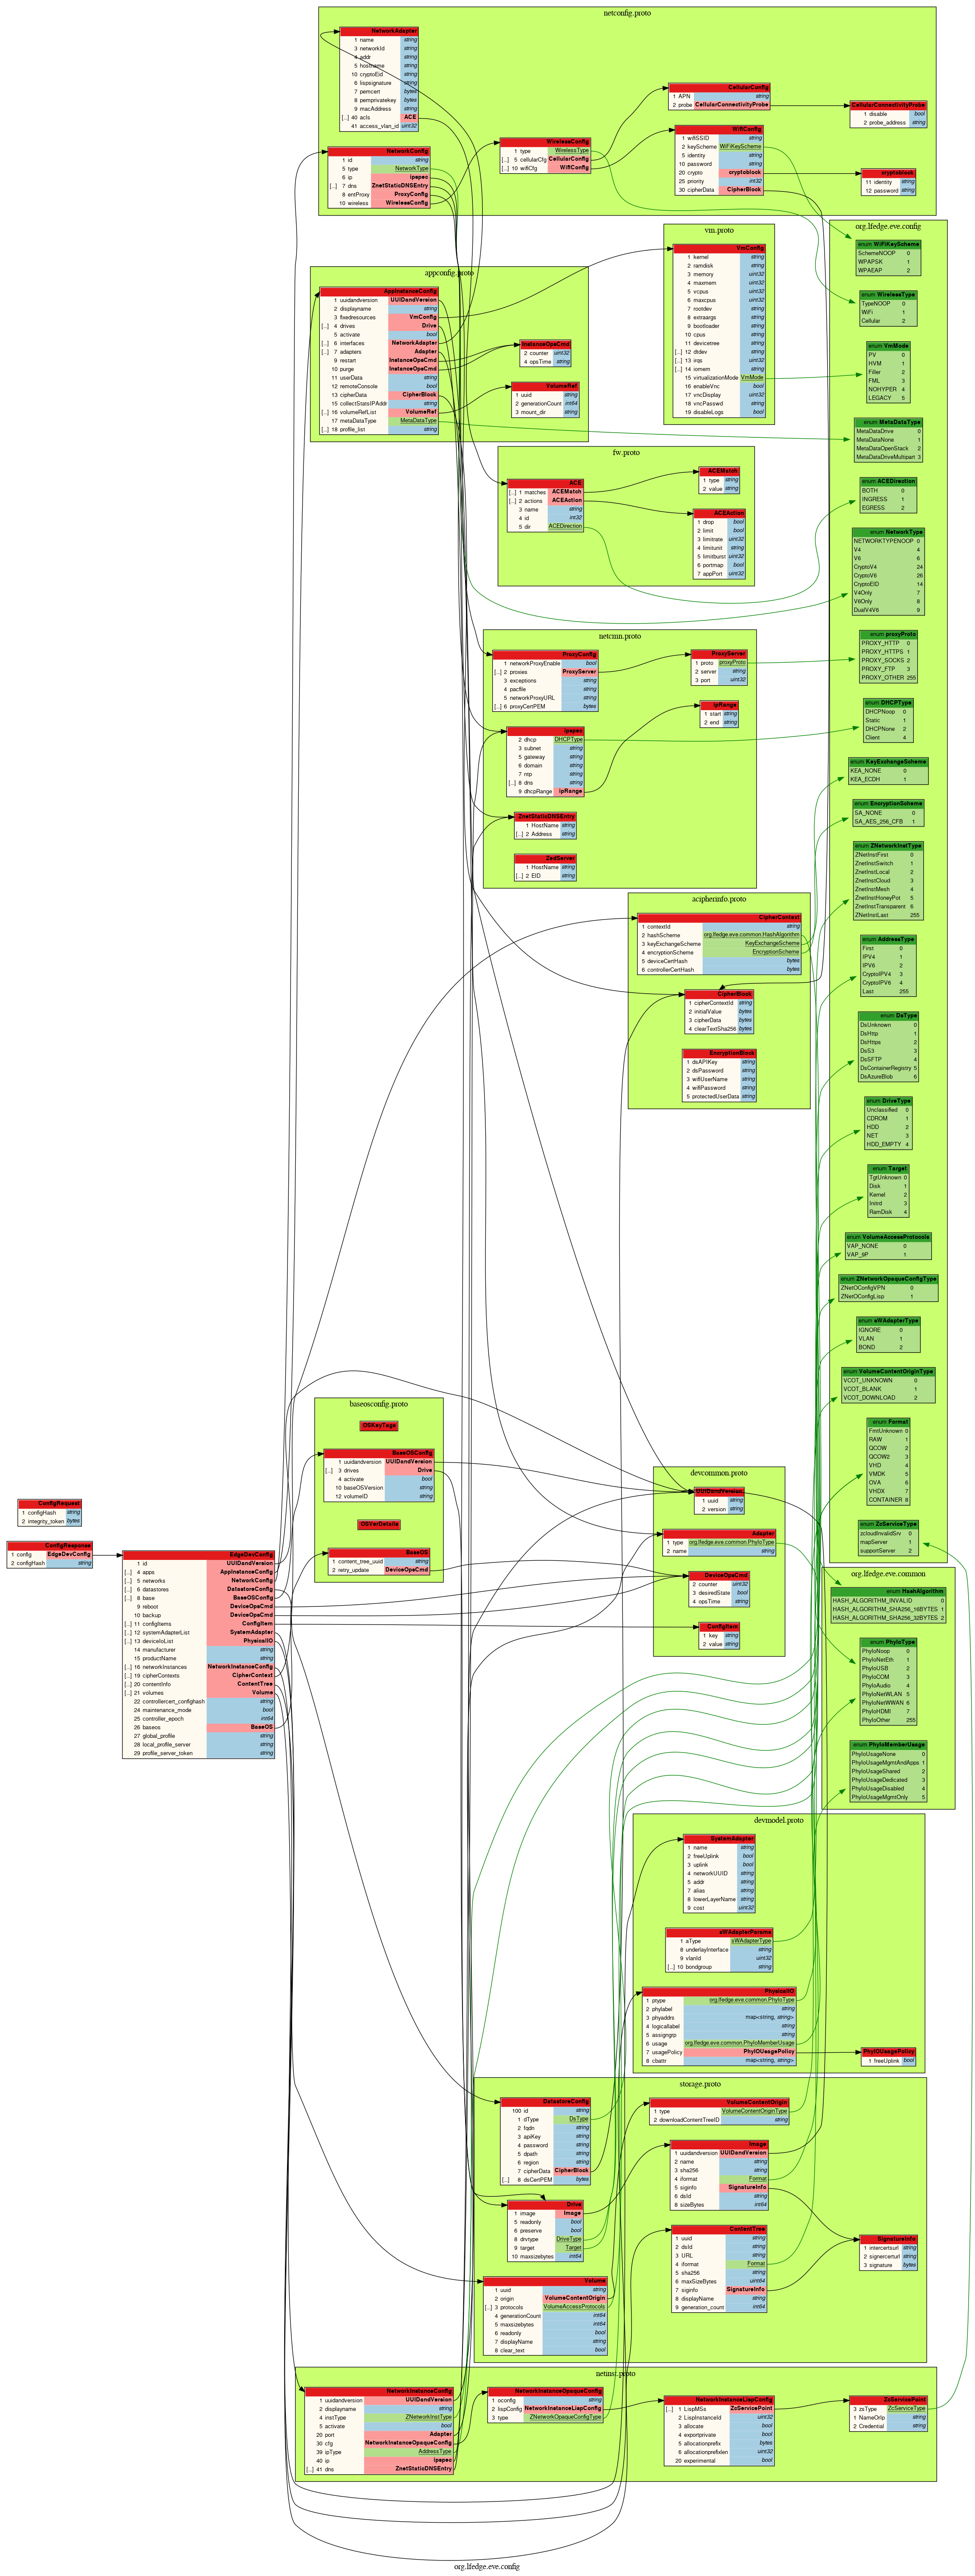 netconfig.proto
NetworkAdapter
1 name string
3 networkId string
4 addr string
5 hostname string
10 cryptoEid string
6 lispsignature string
7 pemcert bytes
8 pemprivatekey bytes
9 macAddress string
[...] 40 acls ACE
41 access_vlan_id uint32
NetworkConfig
1 id string
5 type NetworkType
6 ip ipspec
[...] 7 dns ZnetStaticDNSEntry
8 entProxy ProxyConfig
10 wireless WirelessConfig
WirelessConfig
1 type WirelessType
[...] 5 cellularCfg CellularConfig
[...] 10 wifiCfg WifiConfig
CellularConfig
1 APN string
2 probe CellularConnectivityProbe
CellularConnectivityProbe
1 disable bool
2 probe_address string
WifiConfig
1 wifiSSID string
2 keyScheme WiFiKeyScheme
5 identity string
10 password string
20 crypto cryptoblock
25 priority int32
30 cipherData CipherBlock
cryptoblock
11 identity string
12 password string
appconfig.proto
AppInstanceConfig
1 uuidandversion UUIDandVersion
2 displayname string
3 fixedresources VmConfig
[...] 4 drives Drive
5 activate bool
[...] 6 interfaces NetworkAdapter
[...] 7 adapters Adapter
9 restart InstanceOpsCmd
10 purge InstanceOpsCmd
11 userData string
12 remoteConsole bool
13 cipherData CipherBlock
15 collectStatsIPAddr string
[...] 16 volumeRefList VolumeRef
17 metaDataType MetaDataType
[...] 18 profile_list string
InstanceOpsCmd
2 counter uint32
4 opsTime string
VolumeRef
1 uuid string
2 generationCount int64
3 mount_dir string
vm.proto
VmConfig
1 kernel string
2 ramdisk string
3 memory uint32
4 maxmem uint32
5 vcpus uint32
6 maxcpus uint32
7 rootdev string
8 extraargs string
9 bootloader string
10 cpus string
11 devicetree string
[...] 12 dtdev string
[...] 13 irqs uint32
[...] 14 iomem string
15 virtualizationMode VmMode
16 enableVnc bool
17 vncDisplay uint32
18 vncPasswd string
19 disableLogs bool
fw.proto
ACE
[...] 1 matches ACEMatch
[...] 2 actions ACEAction
3 name string
4 id int32
5 dir ACEDirection
ACEMatch
1 type string
2 value string
ACEAction
1 drop bool
2 limit bool
3 limitrate uint32
4 limitunit string
5 limitburst uint32
6 portmap bool
7 appPort uint32
netcmn.proto
ProxyConfig
1 networkProxyEnable bool
[...] 2 proxies ProxyServer
3 exceptions string
4 pacfile string
5 networkProxyURL string
[...] 6 proxyCertPEM bytes
ProxyServer
1 proto proxyProto
2 server string
3 port uint32
ipRange
1 start string
2 end string
ipspec
2 dhcp DHCPType
3 subnet string
5 gateway string
6 domain string
7 ntp string
[...] 8 dns string
9 dhcpRange ipRange
ZnetStaticDNSEntry
1 HostName string
[...] 2 Address string
ZedServer
1 HostName string
[...] 2 EID string
acipherinfo.proto
CipherContext
1 contextId string
2 hashScheme org.lfedge.eve.common.HashAlgorithm
3 keyExchangeScheme KeyExchangeScheme
4 encryptionScheme EncryptionScheme
5 deviceCertHash bytes
6 controllerCertHash bytes
CipherBlock
1 cipherContextId string
2 initialValue bytes
3 cipherData bytes
4 clearTextSha256 bytes
EncryptionBlock
1 dsAPIKey string
2 dsPassword string
3 wifiUserName string
4 wifiPassword string
5 protectedUserData string
org.lfedge.eve.config
enum WiFiKeyScheme
SchemeNOOP 0
WPAPSK 1
WPAEAP 2
enum WirelessType
TypeNOOP 0
WiFi 1
Cellular 2
enum VmMode
PV 0
HVM 1
Filler 2
FML 3
NOHYPER 4
LEGACY 5
enum MetaDataType
MetaDataDrive 0
MetaDataNone 1
MetaDataOpenStack 2
MetaDataDriveMultipart 3
enum ACEDirection
BOTH 0
INGRESS 1
EGRESS 2
enum NetworkType
NETWORKTYPENOOP 0
V4 4
V6 6
CryptoV4 24
CryptoV6 26
CryptoEID 14
V4Only 7
V6Only 8
DualV4V6 9
enum proxyProto
PROXY_HTTP 0
PROXY_HTTPS 1
PROXY_SOCKS 2
PROXY_FTP 3
PROXY_OTHER 255
enum DHCPType
DHCPNoop 0
Static 1
DHCPNone 2
Client 4
enum KeyExchangeScheme
KEA_NONE 0
KEA_ECDH 1
enum EncryptionScheme
SA_NONE 0
SA_AES_256_CFB 1
enum ZNetworkInstType
ZNetInstFirst 0
ZnetInstSwitch 1
ZnetInstLocal 2
ZnetInstCloud 3
ZnetInstMesh 4
ZnetInstHoneyPot 5
ZnetInstTransparent 6
ZNetInstLast 255
enum AddressType
First 0
IPV4 1
IPV6 2
CryptoIPV4 3
CryptoIPV6 4
Last 255
enum DsType
DsUnknown 0
DsHttp 1
DsHttps 2
DsS3 3
DsSFTP 4
DsContainerRegistry 5
DsAzureBlob 6
enum DriveType
Unclassified 0
CDROM 1
HDD 2
NET 3
HDD_EMPTY 4
enum Target
TgtUnknown 0
Disk 1
Kernel 2
Initrd 3
RamDisk 4
enum VolumeAccessProtocols
VAP_NONE 0
VAP_9P 1
enum ZNetworkOpaqueConfigType
ZNetOConfigVPN 0
ZNetOConfigLisp 1
enum sWAdapterType
IGNORE 0
VLAN 1
BOND 2
enum VolumeContentOriginType
VCOT_UNKNOWN 0
VCOT_BLANK 1
VCOT_DOWNLOAD 2
enum Format
FmtUnknown 0
RAW 1
QCOW 2
QCOW2 3
VHD 4
VMDK 5
OVA 6
VHDX 7
CONTAINER 8
enum ZcServiceType
zcloudInvalidSrv 0
mapServer 1
supportServer 2
baseosconfig.proto
OSKeyTags
BaseOSConfig
1 uuidandversion UUIDandVersion
[...] 3 drives Drive
4 activate bool
10 baseOSVersion string
12 volumeID string
OSVerDetails
BaseOS
1 content_tree_uuid string
2 retry_update DeviceOpsCmd
devcommon.proto
UUIDandVersion
1 uuid string
2 version string
Adapter
1 type org.lfedge.eve.common.PhyIoType
2 name string
DeviceOpsCmd
2 counter uint32
3 desiredState bool
4 opsTime string
ConfigItem
1 key string
2 value string
ConfigRequest
1 configHash string
2 integrity_token bytes
ConfigResponse
1 config EdgeDevConfig
2 configHash string
EdgeDevConfig
1 id UUIDandVersion
[...] 4 apps AppInstanceConfig
[...] 5 networks NetworkConfig
[...] 6 datastores DatastoreConfig
[...] 8 base BaseOSConfig
9 reboot DeviceOpsCmd
10 backup DeviceOpsCmd
[...] 11 configItems ConfigItem
[...] 12 systemAdapterList SystemAdapter
[...] 13 deviceIoList PhysicalIO
14 manufacturer string
15 productName string
[...] 16 networkInstances NetworkInstanceConfig
[...] 19 cipherContexts CipherContext
[...] 20 contentInfo ContentTree
[...] 21 volumes Volume
22 controllercert_confighash string
24 maintenance_mode bool
25 controller_epoch int64
26 baseos BaseOS
27 global_profile string
28 local_profile_server string
29 profile_server_token string
org.lfedge.eve.common
enum HashAlgorithm
HASH_ALGORITHM_INVALID 0
HASH_ALGORITHM_SHA256_16BYTES 1
HASH_ALGORITHM_SHA256_32BYTES 2
enum PhyIoType
PhyIoNoop 0
PhyIoNetEth 1
PhyIoUSB 2
PhyIoCOM 3
PhyIoAudio 4
PhyIoNetWLAN 5
PhyIoNetWWAN 6
PhyIoHDMI 7
PhyIoOther 255
enum PhyIoMemberUsage
PhyIoUsageNone 0
PhyIoUsageMgmtAndApps 1
PhyIoUsageShared 2
PhyIoUsageDedicated 3
PhyIoUsageDisabled 4
PhyIoUsageMgmtOnly 5
devmodel.proto
SystemAdapter
1 name string
2 freeUplink bool
3 uplink bool
4 networkUUID string
5 addr string
7 alias string
8 lowerLayerName string
9 cost uint32
sWAdapterParams
1 aType sWAdapterType
8 underlayInterface string
9 vlanId uint32
[...] 10 bondgroup string
PhysicalIO
1 ptype org.lfedge.eve.common.PhyIoType
2 phylabel string
3 phyaddrs map<string, string>
4 logicallabel string
5 assigngrp string
6 usage org.lfedge.eve.common.PhyIoMemberUsage
7 usagePolicy PhyIOUsagePolicy
8 cbattr map<string, string>
PhyIOUsagePolicy
1 freeUplink bool
storage.proto
DatastoreConfig
100 id string
1 dType DsType
2 fqdn string
3 apiKey string
4 password string
5 dpath string
6 region string
7 cipherData CipherBlock
[...] 8 dsCertPEM bytes
VolumeContentOrigin
1 type VolumeContentOriginType
2 downloadContentTreeID string
Image
1 uuidandversion UUIDandVersion
2 name string
3 sha256 string
4 iformat Format
5 siginfo SignatureInfo
6 dsId string
8 sizeBytes int64
Drive
1 image Image
5 readonly bool
6 preserve bool
8 drvtype DriveType
9 target Target
10 maxsizebytes int64
ContentTree
1 uuid string
2 dsId string
3 URL string
4 iformat Format
5 sha256 string
6 maxSizeBytes uint64
7 siginfo SignatureInfo
8 displayName string
9 generation_count int64
SignatureInfo
1 intercertsurl string
2 signercerturl string
3 signature bytes
Volume
1 uuid string
2 origin VolumeContentOrigin
[...] 3 protocols VolumeAccessProtocols
4 generationCount int64
5 maxsizebytes int64
6 readonly bool
7 displayName string
8 clear_text bool
netinst.proto
NetworkInstanceConfig
1 uuidandversion UUIDandVersion
2 displayname string
4 instType ZNetworkInstType
5 activate bool
20 port Adapter
30 cfg NetworkInstanceOpaqueConfig
39 ipType AddressType
40 ip ipspec
[...] 41 dns ZnetStaticDNSEntry
NetworkInstanceOpaqueConfig
1 oconfig string
2 lispConfig NetworkInstanceLispConfig
3 type ZNetworkOpaqueConfigType
NetworkInstanceLispConfig
[...] 1 LispMSs ZcServicePoint
2 LispInstanceId uint32
3 allocate bool
4 exportprivate bool
5 allocationprefix bytes
6 allocationprefixlen uint32
20 experimental bool
ZcServicePoint
3 zsType ZcServiceType
1 NameOrIp string
2 Credential string
org.lfedge.eve.config